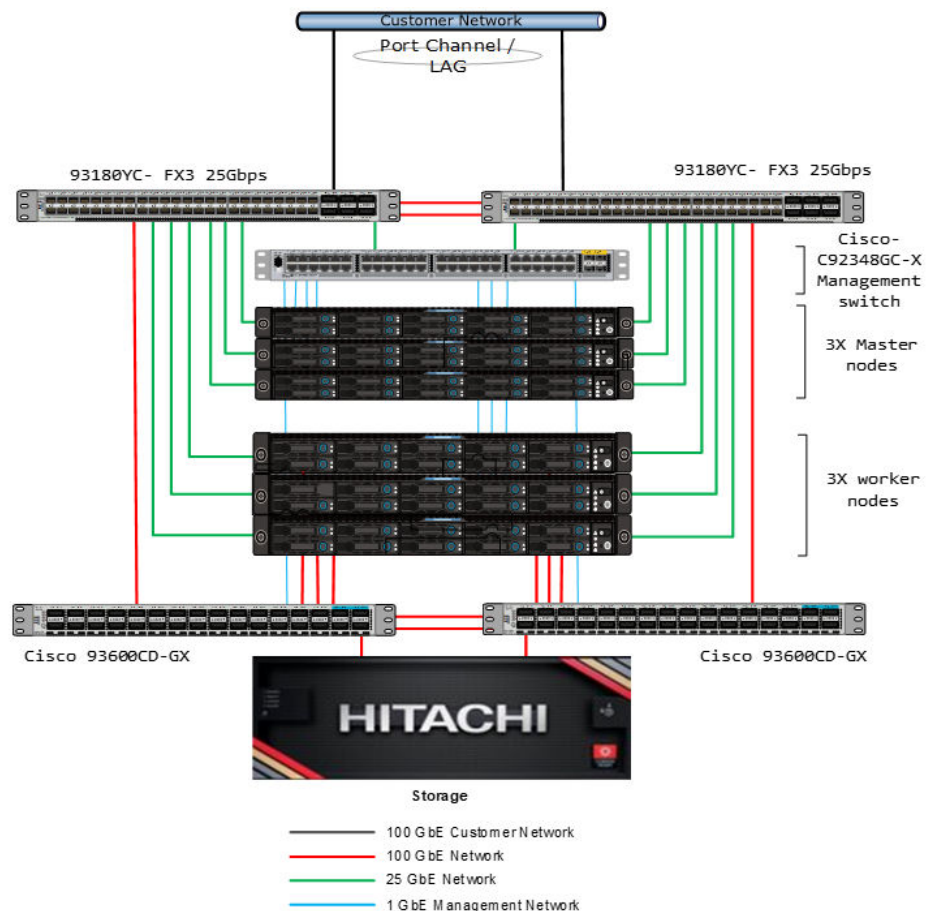 Customer Network
Port Channel /
LAG
93180YC- FX3 25Gbps
93180YC- FX3 25Gbps
Cisco-
C92348GC-X
Management
switch
3X Master
nodes
3X worker
nodes
Cisco 93600CD-GX
Cisco 93600CD-GX
HITACHI
Storage
100 GbE Customer Network
100 GbE Network
25 GbE Network
1 GbE Management Network